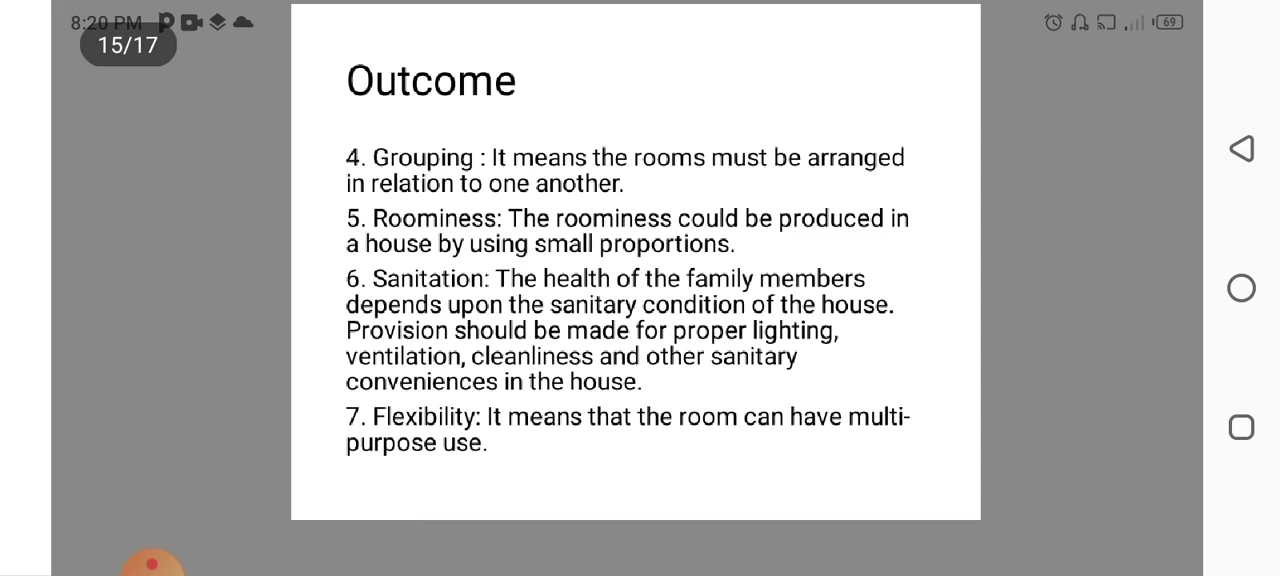 8:20 PM
69
15/17
Outcome
4. Grouping : It means the rooms must be arranged
in relation to one another.
5. Roominess: The roominess could be produced in
a house by using small proportions.
6. Sanitation: The health of the family members
depends upon the sanitary condition of the house.
Provision should be made for proper lighting,
ventilation, cleanliness and other sanitary
conveniences in the house.
7. Flexibility: It means that the room can have multi-
purpose use.